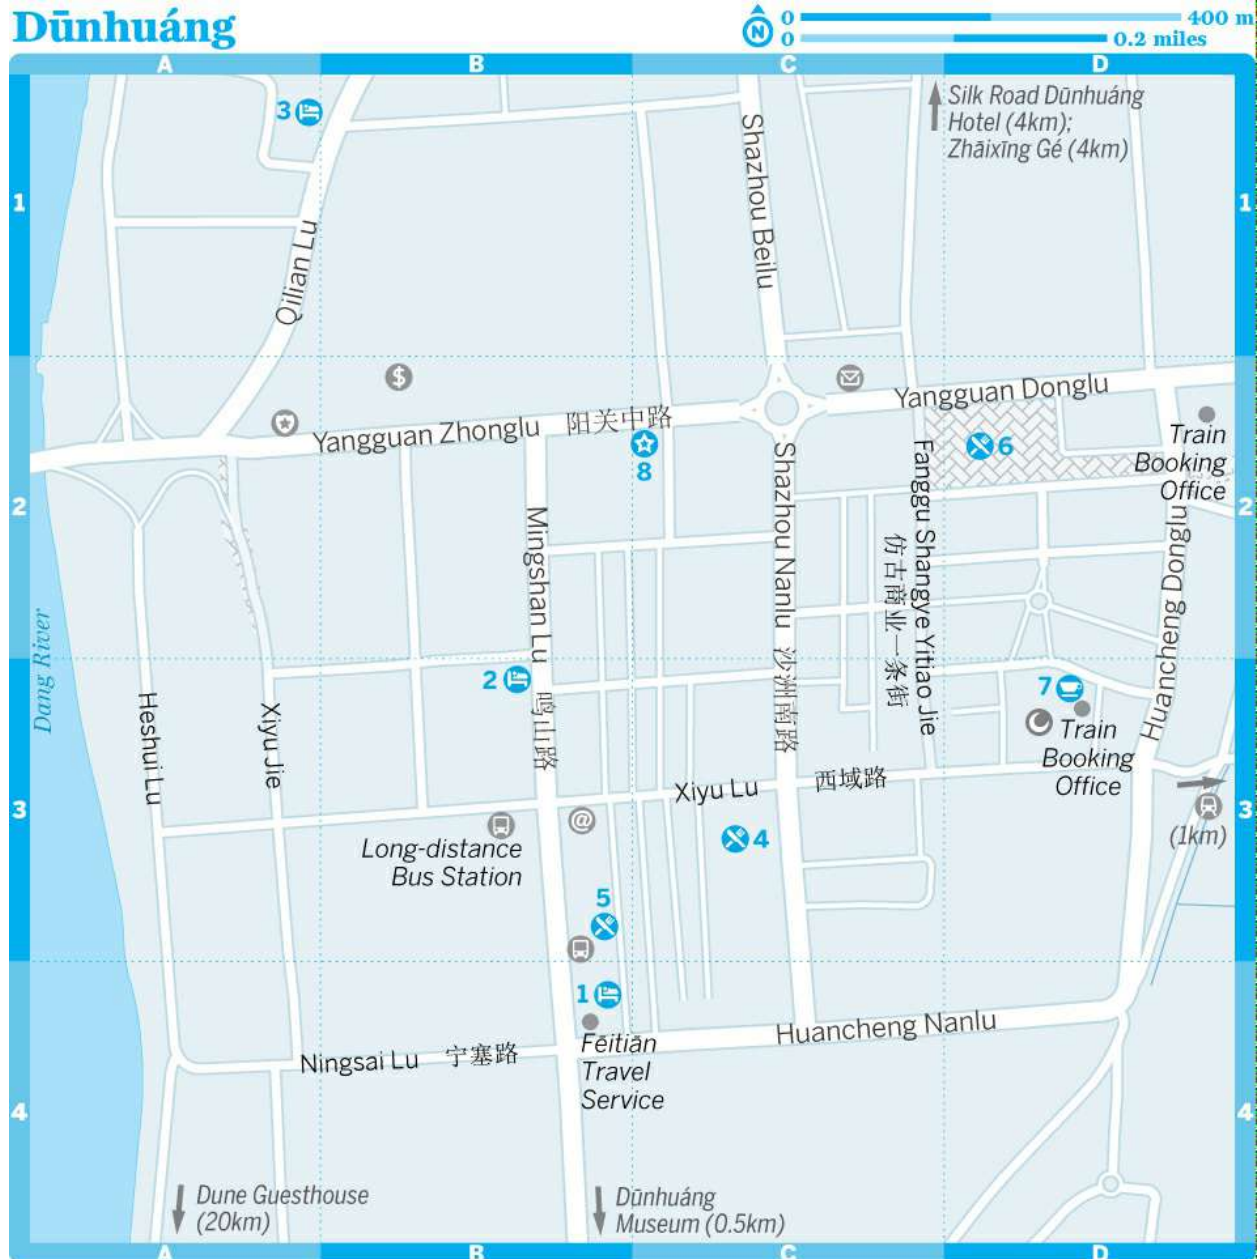 Dūnhuáng
N
0
400 m
0
0.2 miles
A
B
C
D
1
1
2
2
3
3
4
4
A
B
C
D
3
Silk Road Dūnhuáng
Hotel (4km);
Zhāixīng Gé (4km)
Shazhou Beilu
Qilian Lu
$
Yangguan Donglu
Yangguan Zhonglu 阳关中路
8
6
Train
Booking
Office
Mingshan Lu 鸣山路
Shazhou Nanlu 沙洲南路
Fanggu Shangye Yitiao Jie
仿古商业一条街
Huancheng Donglu
Dang River
Heshui Lu
Xiyu Jie
2
7
Train
Booking
Office
Xiyu Lu 西域路
(1km)
@
Long-distance
Bus Station
4
5
1
Fēitiān
Travel
Service
Huancheng Nanlu
Ningsai Lu 宁塞路
Dune Guesthouse
(20km)
Dūnhuáng
Museum (0.5km)